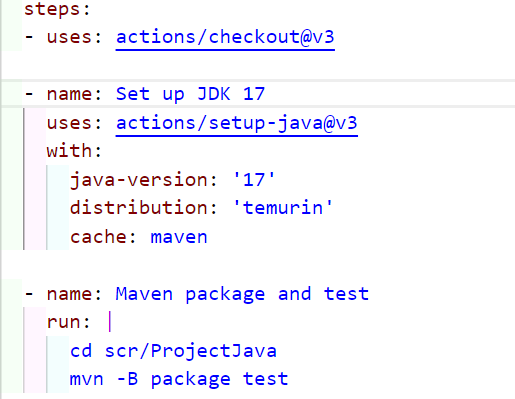 steps:
- uses: actions/checkout@v3
- name: Set up JDK 17
uses: actions/setup-java@v3
with:
java-version: '17'
distribution: 'temurin'
cache: maven
- name: Maven package and test
run: |
cd scr/ProjectJava
mvn -B package test